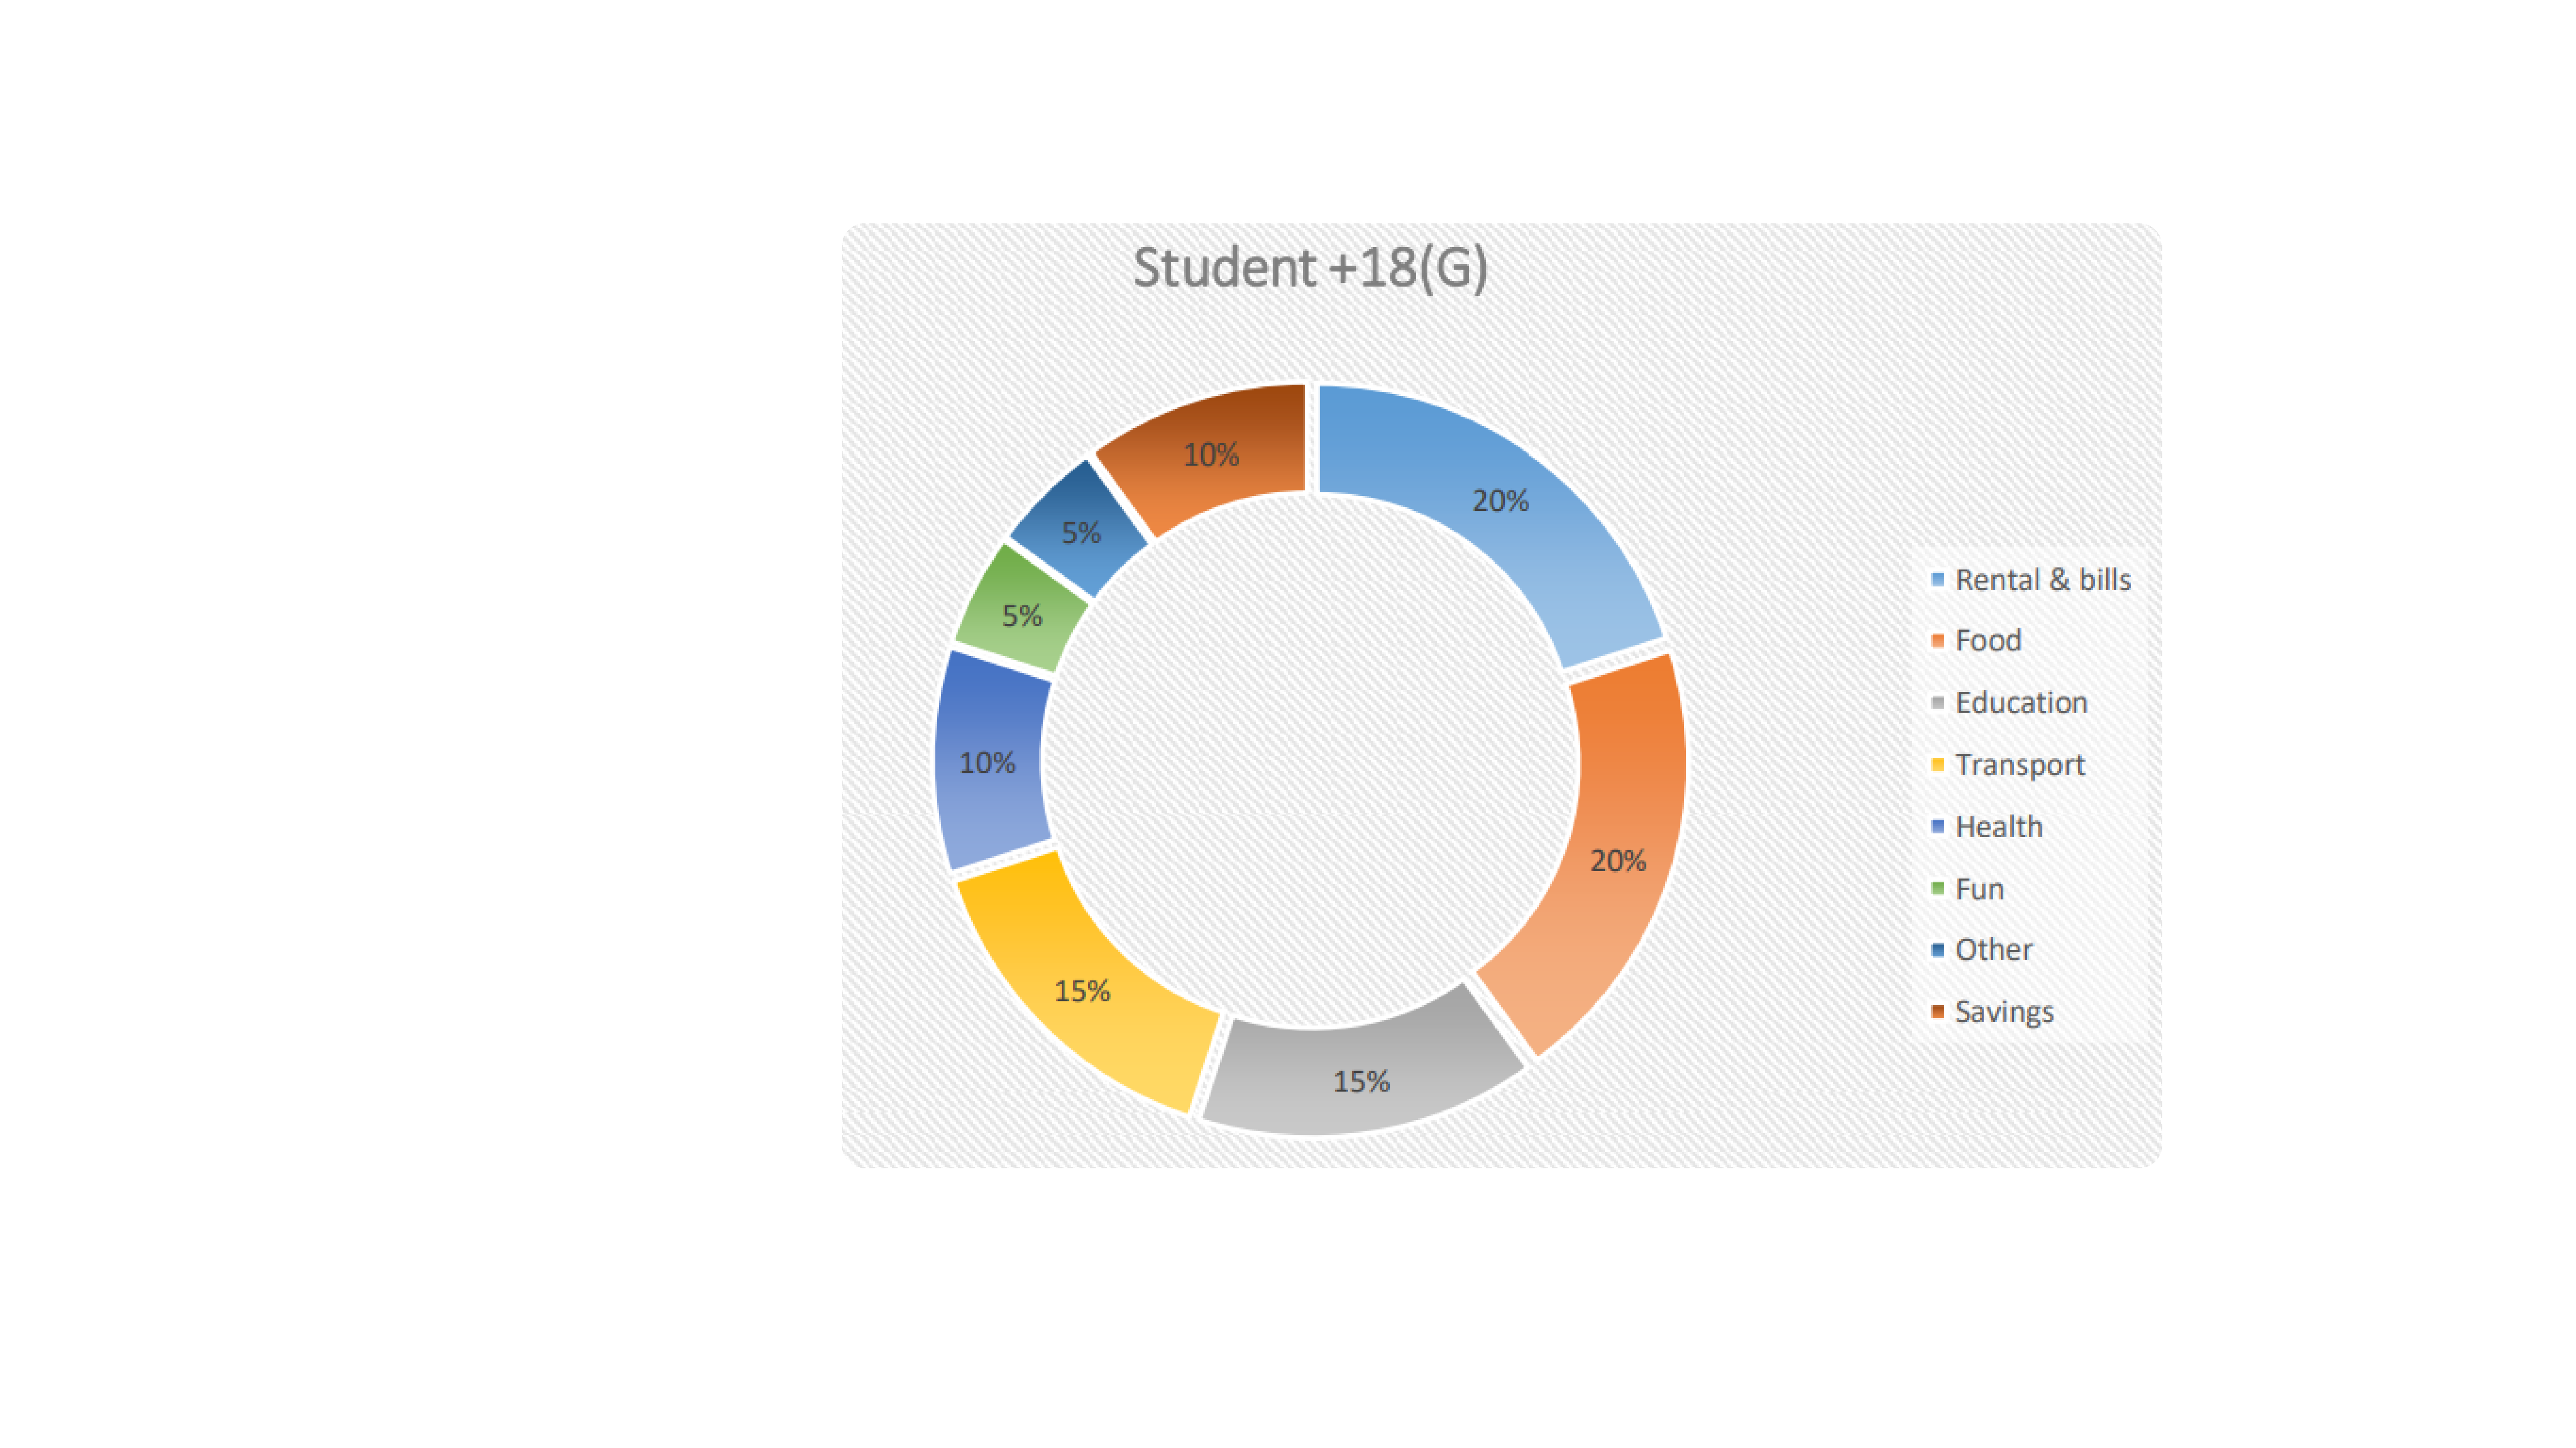 Student +18(G)
10%
20%
5%
5%
10%
20%
15%
15%
Rental & bills
Food
Education
Transport
Health
Fun
Other
Savings